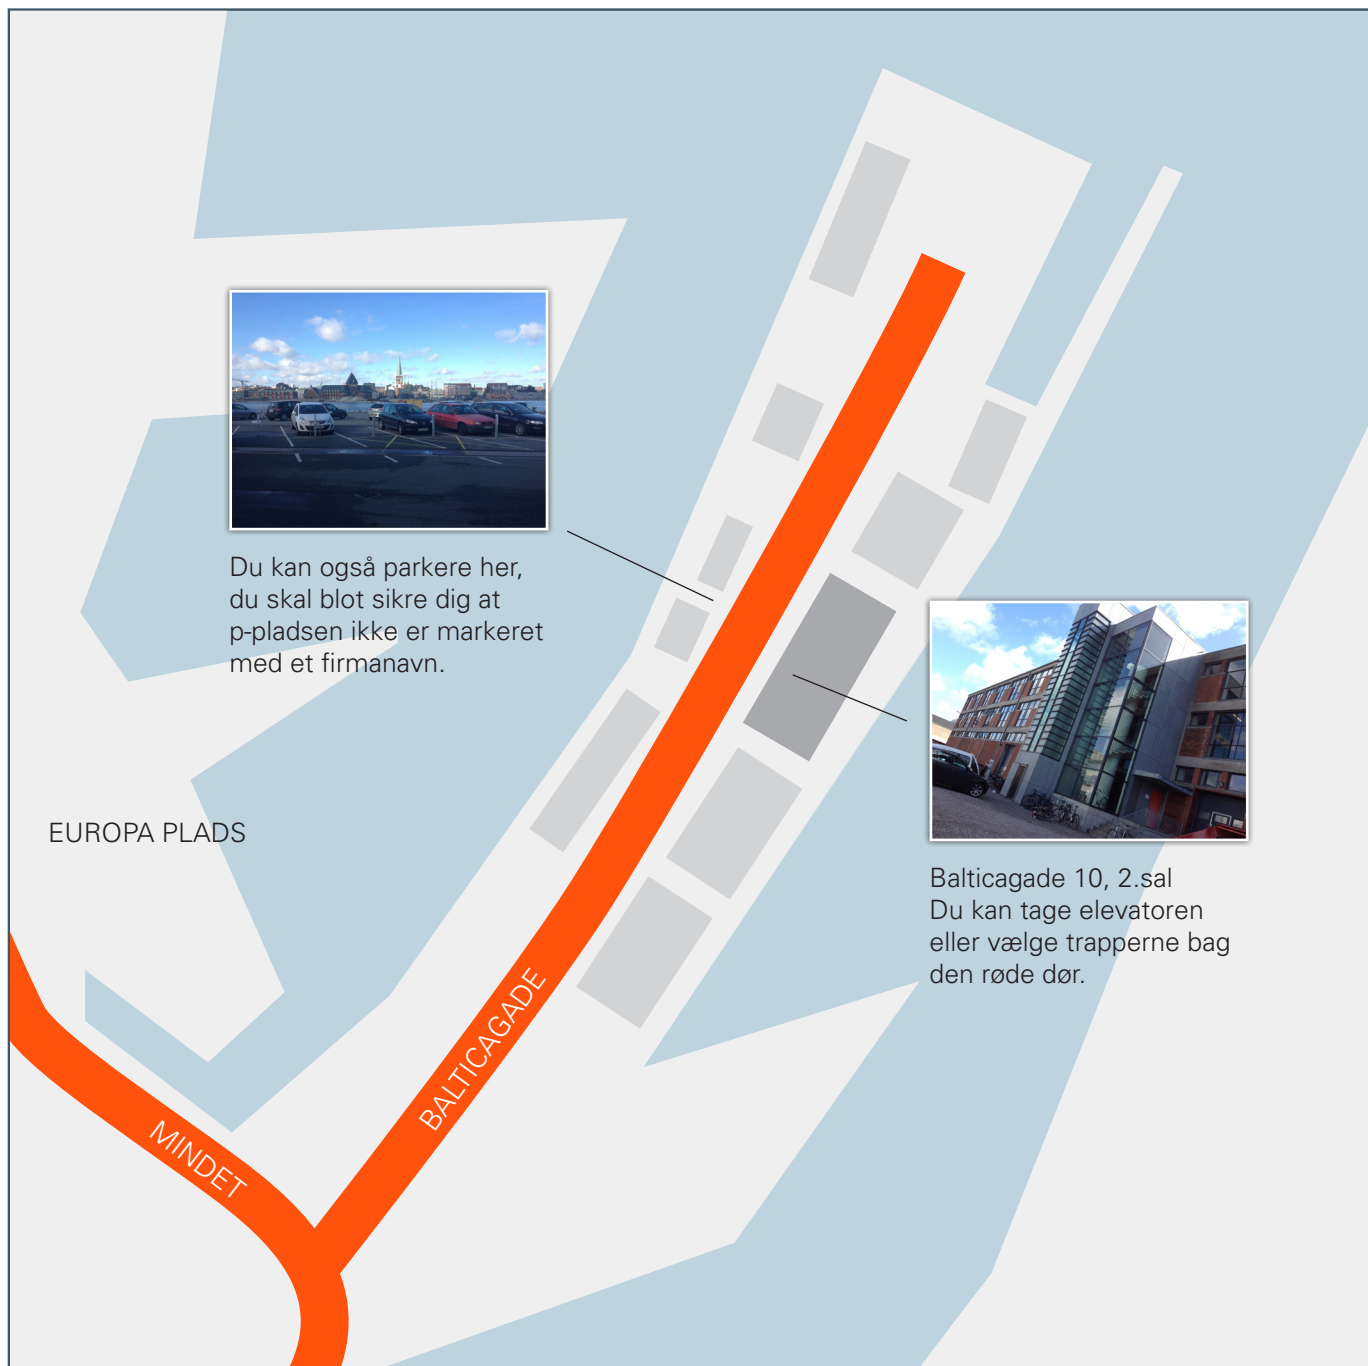 Du kan også parkere her,
du skal blot sikre dig at
p-pladsen ikke er markeret
med et firmanavn.
EUROPA PLADS
Balticagade 10, 2.sal
Du kan tage elevatoren
eller vælge trapperne bag
den røde dør.
BALTICAGADE
MINDET